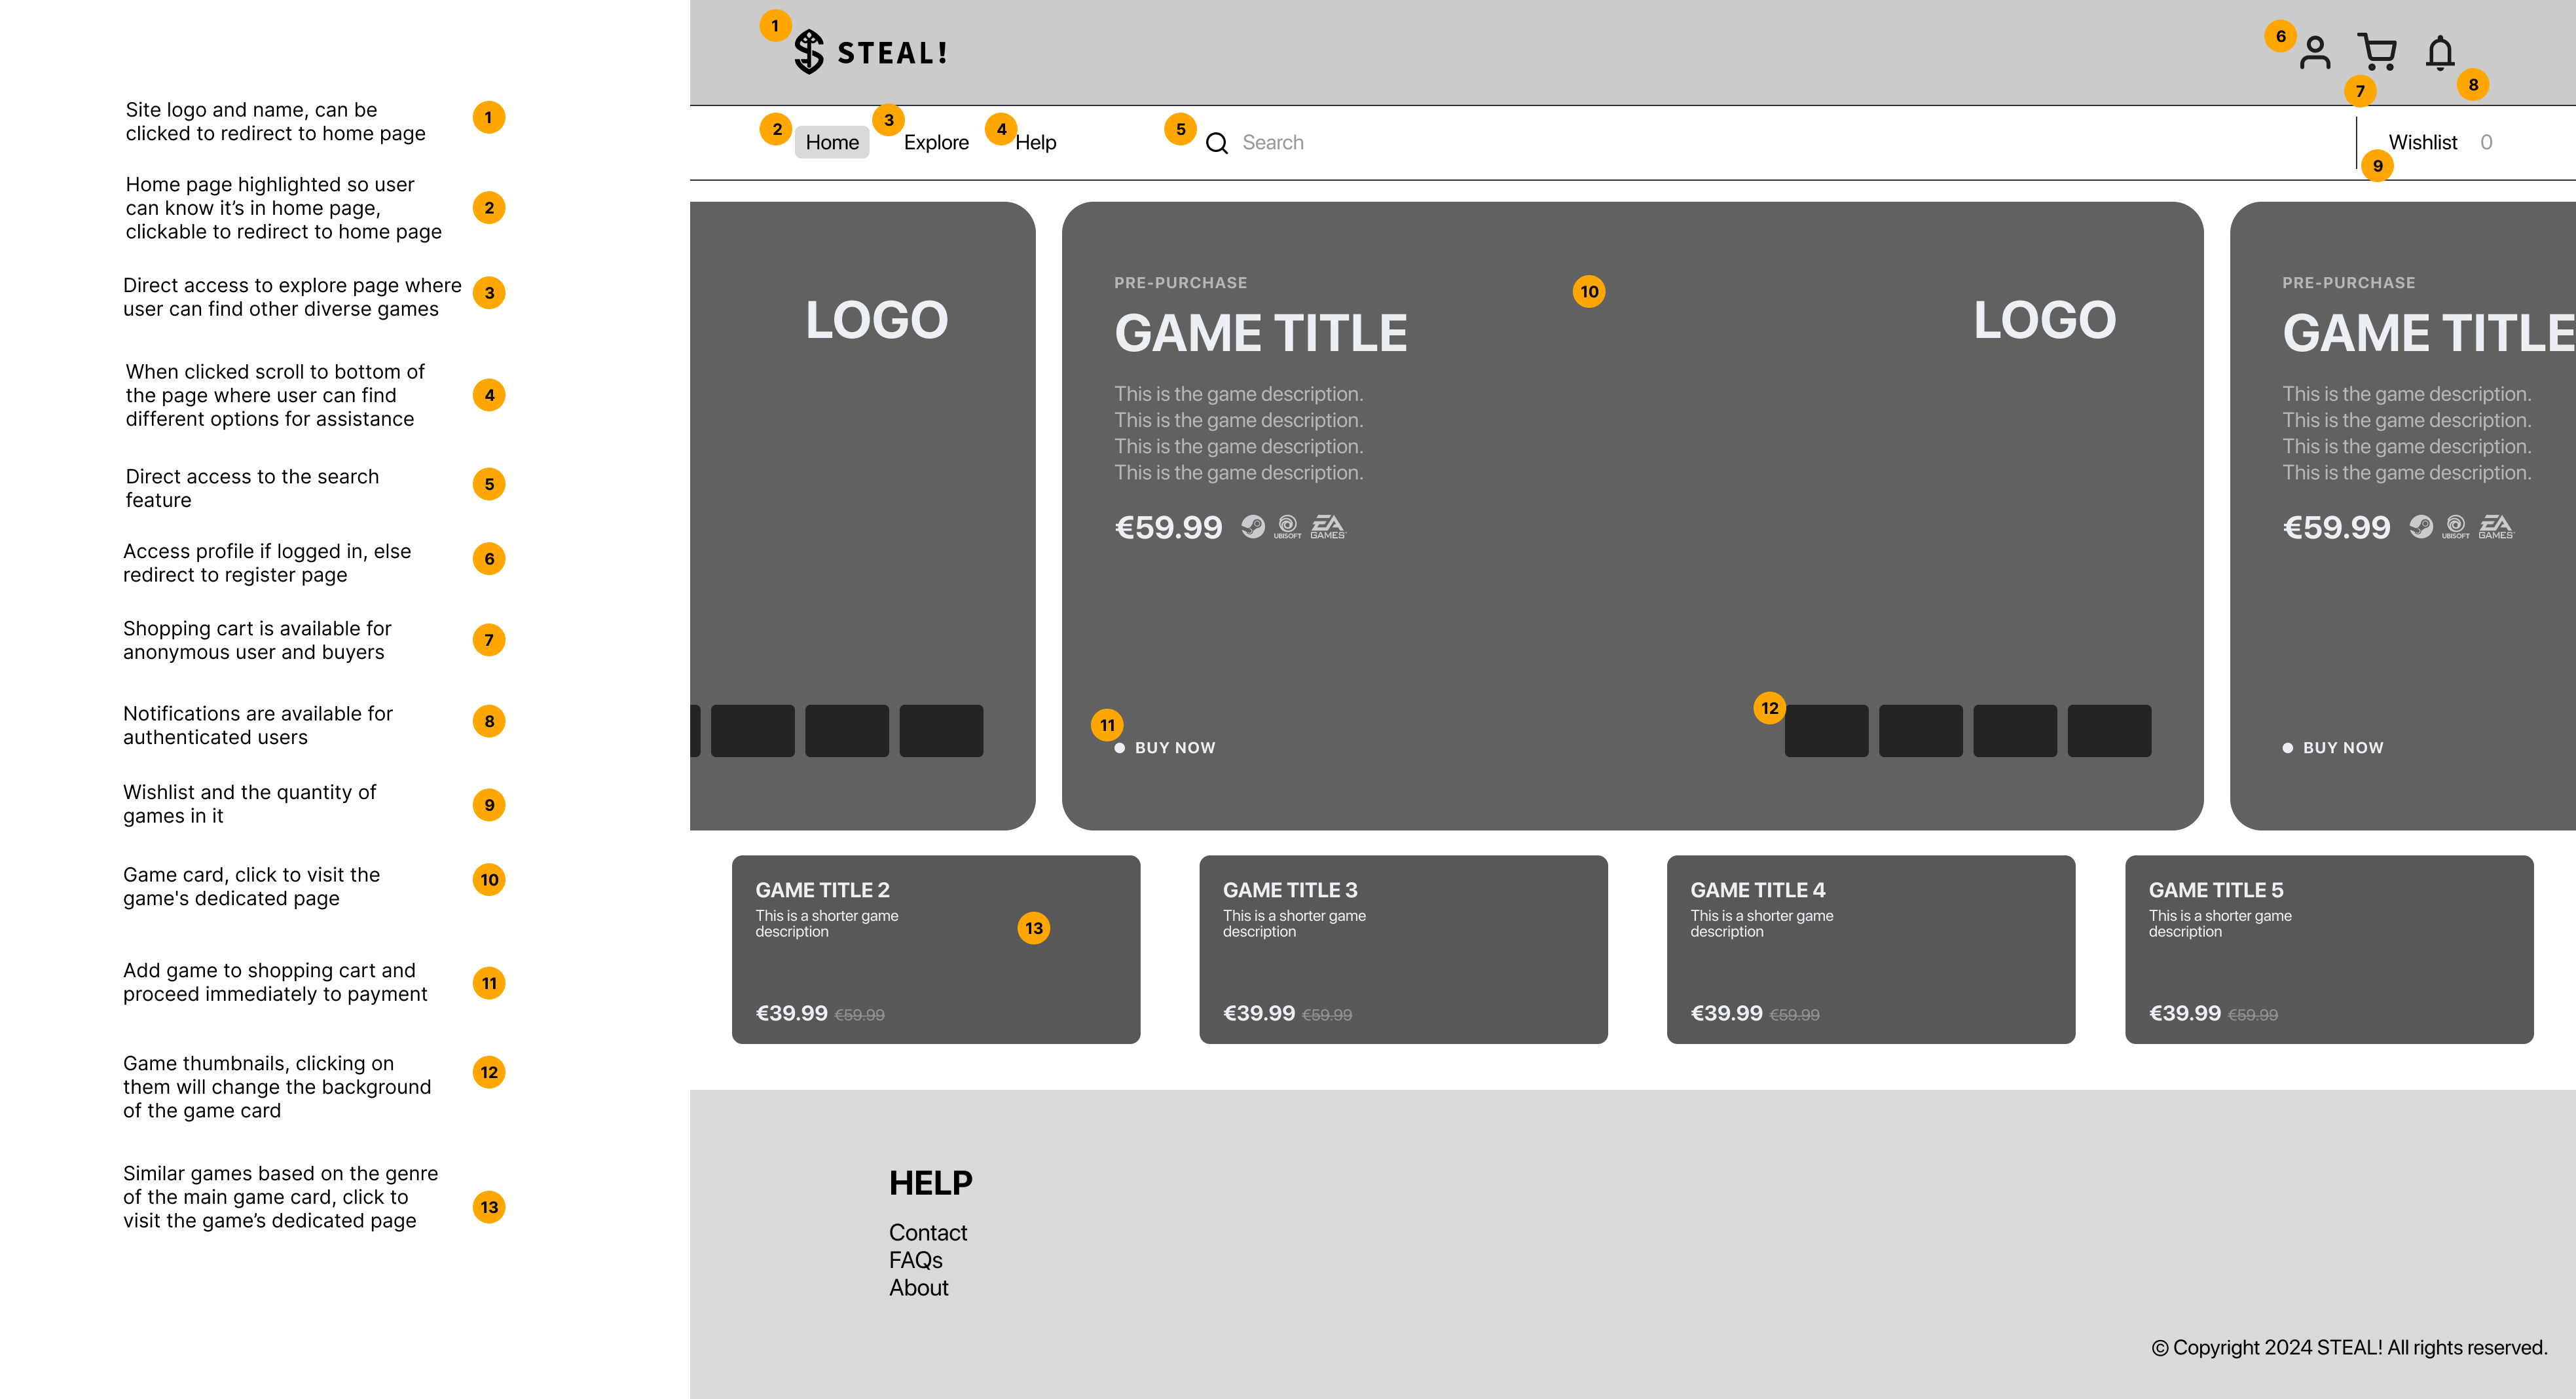 Site logo and name, can be
clicked to redirect to home page
1
Home page highlighted so user
can know it’s in home page,
clickable to redirect to home page
2
Direct access to explore page where
user can find other diverse games
3
When clicked scroll to bottom of
the page where user can find
different options for assistance
4
Direct access to the search
feature
5
Access profile if logged in, else
redirect to register page
6
Shopping cart is available for
anonymous user and buyers
7
Notifications are available for
authenticated users
8
Wishlist and the quantity of
games in it
9
Game card, click to visit the
game's dedicated page
10
Add game to shopping cart and
proceed immediately to payment
11
Game thumbnails, clicking on
them will change the background
of the game card
12
Similar games based on the genre
of the main game card, click to
visit the game’s dedicated page
13
1
STEAL!
6
7
8
2
Home
3
Explore
4
Help
5
Search
9
Wishlist 0
LOGO
PRE-PURCHASE
GAME TITLE
This is the game description.
This is the game description.
This is the game description.
This is the game description.
€59.99
UBISOFT
EA
GAMES
10
LOGO
11
BUY NOW
12
PRE-PURCHASE
GAME TITLE
This is the game description.
This is the game description.
This is the game description.
This is the game description.
€59.99
UBISOFT
EA
GAMES
BUY NOW
GAME TITLE 2
This is a shorter game
description
13
€39.99 €59.99
GAME TITLE 3
This is a shorter game
description
€39.99 €59.99
GAME TITLE 4
This is a shorter game
description
€39.99 €59.99
GAME TITLE 5
This is a shorter game
description
€39.99 €59.99
HELP
Contact
FAQs
About
© Copyright 2024 STEAL! All rights reserved.